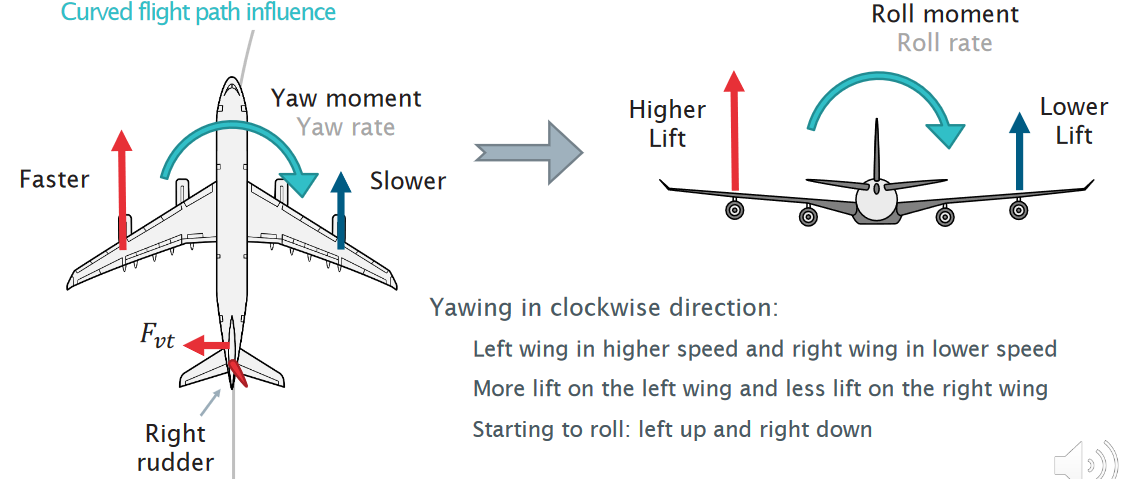 Curved flight path influence
Yaw moment
Yaw rate
Faster
Slower
F_vt
Right
rudder
Roll moment
Roll rate
Higher
Lift
Lower
Lift
Yawing in clockwise direction:
Left wing in higher speed and right wing in lower speed
More lift on the left wing and less lift on the right wing
Starting to roll: left up and right down